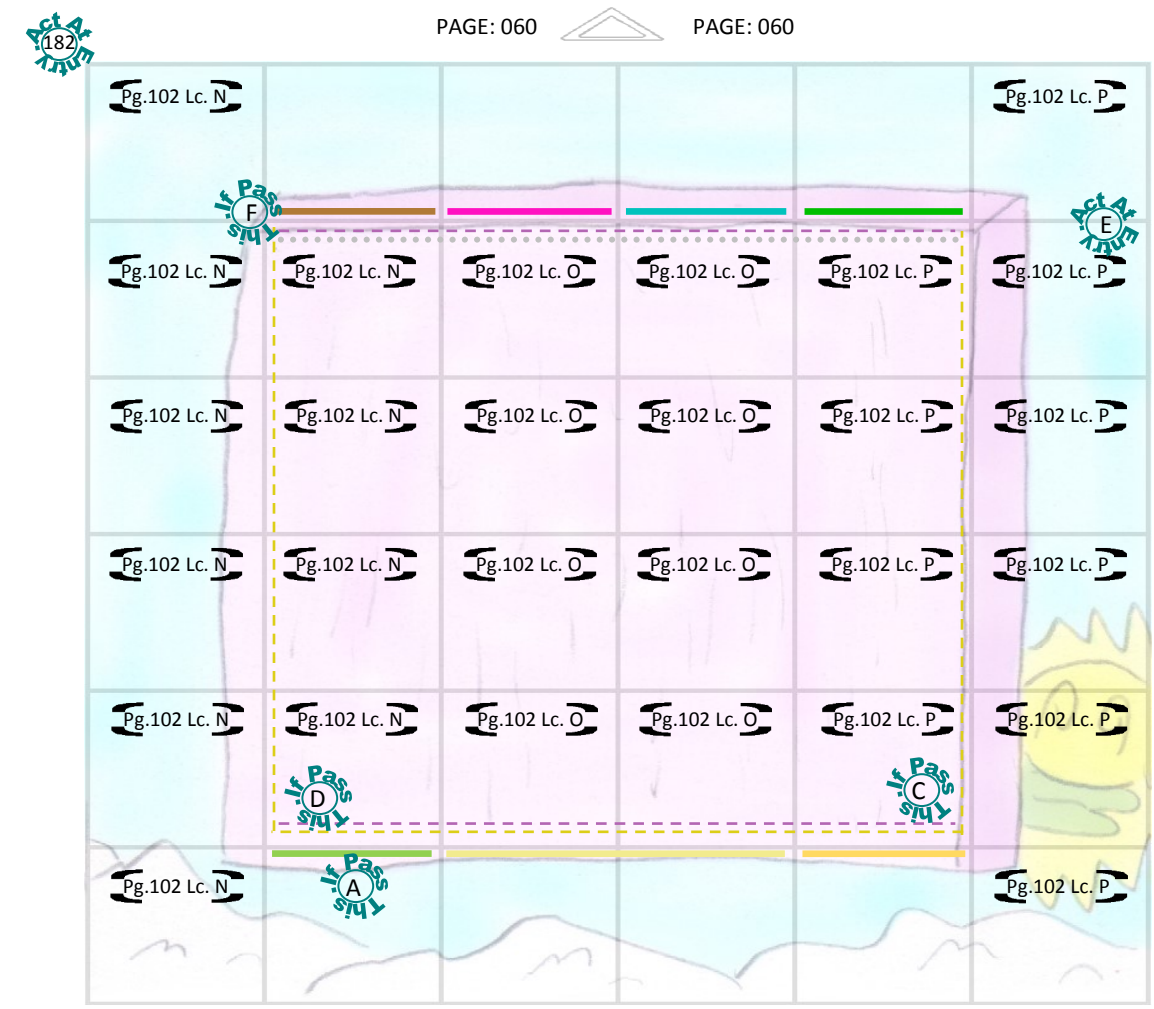 PAGE: 060 PAGE: 060
Act At Entry.
182
Pg.102 Lc. N Pg.102 Lc. P
If Pass This.
F
Act At Entry.
E
Pg.102 Lc. N Pg.102 Lc. N Pg.102 Lc. O Pg.102 Lc. O Pg.102 Lc. P Pg.102 Lc. P
Pg.102 Lc. N Pg.102 Lc. N Pg.102 Lc. O Pg.102 Lc. O Pg.102 Lc. P Pg.102 Lc. P
Pg.102 Lc. N Pg.102 Lc. N Pg.102 Lc. O Pg.102 Lc. O Pg.102 Lc. P Pg.102 Lc. P
Pg.102 Lc. N Pg.102 Lc. N Pg.102 Lc. O Pg.102 Lc. O Pg.102 Lc. P Pg.102 Lc. P
If Pass This.
D
If Pass This.
C
If Pass This.
A
Pg.102 Lc. N Pg.102 Lc. P